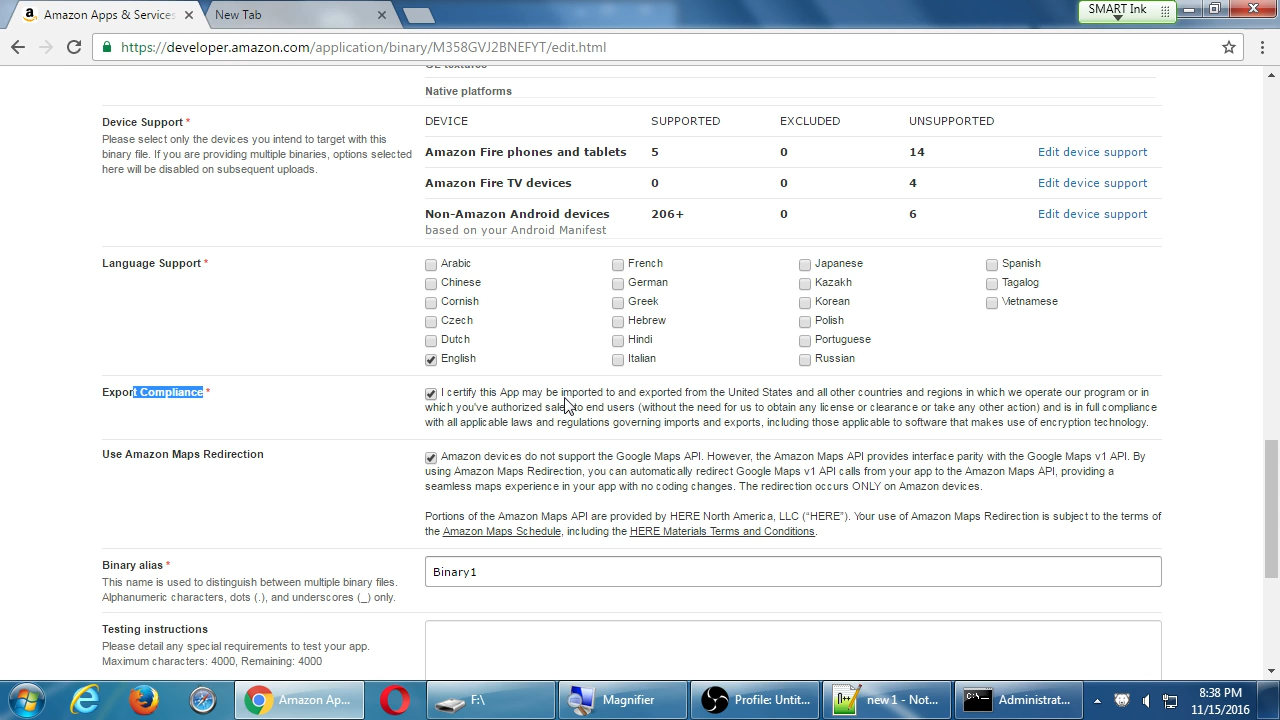 Amazon Apps & Services
New Tab
SMART Ink
https://developer.amazon.com/application/binary/M358GVJ2BNEFYT/edit.html
GL textures
Native platforms
Device Support *
Please select only the devices you intend to target with this
binary file. If you are providing multiple binaries, options selected
here will be disabled on subsequent uploads.
DEVICE SUPPORTED EXCLUDED UNSUPPORTED
Amazon Fire phones and tablets 5 0 14 Edit device support
Amazon Fire TV devices 0 0 4 Edit device support
Non-Amazon Android devices 206+ 0 6 Edit device support
based on your Android Manifest
Language Support *
Arabic French Japanese Spanish
Chinese German Kazakh Tagalog
Cornish Greek Korean Vietnamese
Czech Hebrew Polish
Dutch Hindi Portuguese
English Italian Russian
Export Compliance *
I certify this App may be imported to and exported from the United States and all other countries and regions in which we operate our program or in
which you've authorized sales to end users (without the need for us to obtain any license or clearance or take any other action) and is in full compliance
with all applicable laws and regulations governing imports and exports, including those applicable to software that makes use of encryption technology.
Use Amazon Maps Redirection
Amazon devices do not support the Google Maps API. However, the Amazon Maps API provides interface parity with the Google Maps v1 API. By
using Amazon Maps Redirection, you can automatically redirect Google Maps v1 API calls from your app to the Amazon Maps API, providing a
seamless maps experience in your app with no coding changes. The redirection occurs ONLY on Amazon devices.
Portions of the Amazon Maps API are provided by HERE North America, LLC (“HERE”). Your use of Amazon Maps Redirection is subject to the terms of
the Amazon Maps Schedule, including the HERE Materials Terms and Conditions.
Binary alias *
This name is used to distinguish between multiple binary files.
Alphanumeric characters, dots (.), and underscores (_) only.
Binary1
Testing instructions
Please detail any special requirements to test your app.
Maximum characters: 4000, Remaining: 4000
Amazon Ap...
F:\
Magnifier
Profile: Untit...
new 1 - Not...
C:\
Administrat...
8:38 PM
11/15/2016